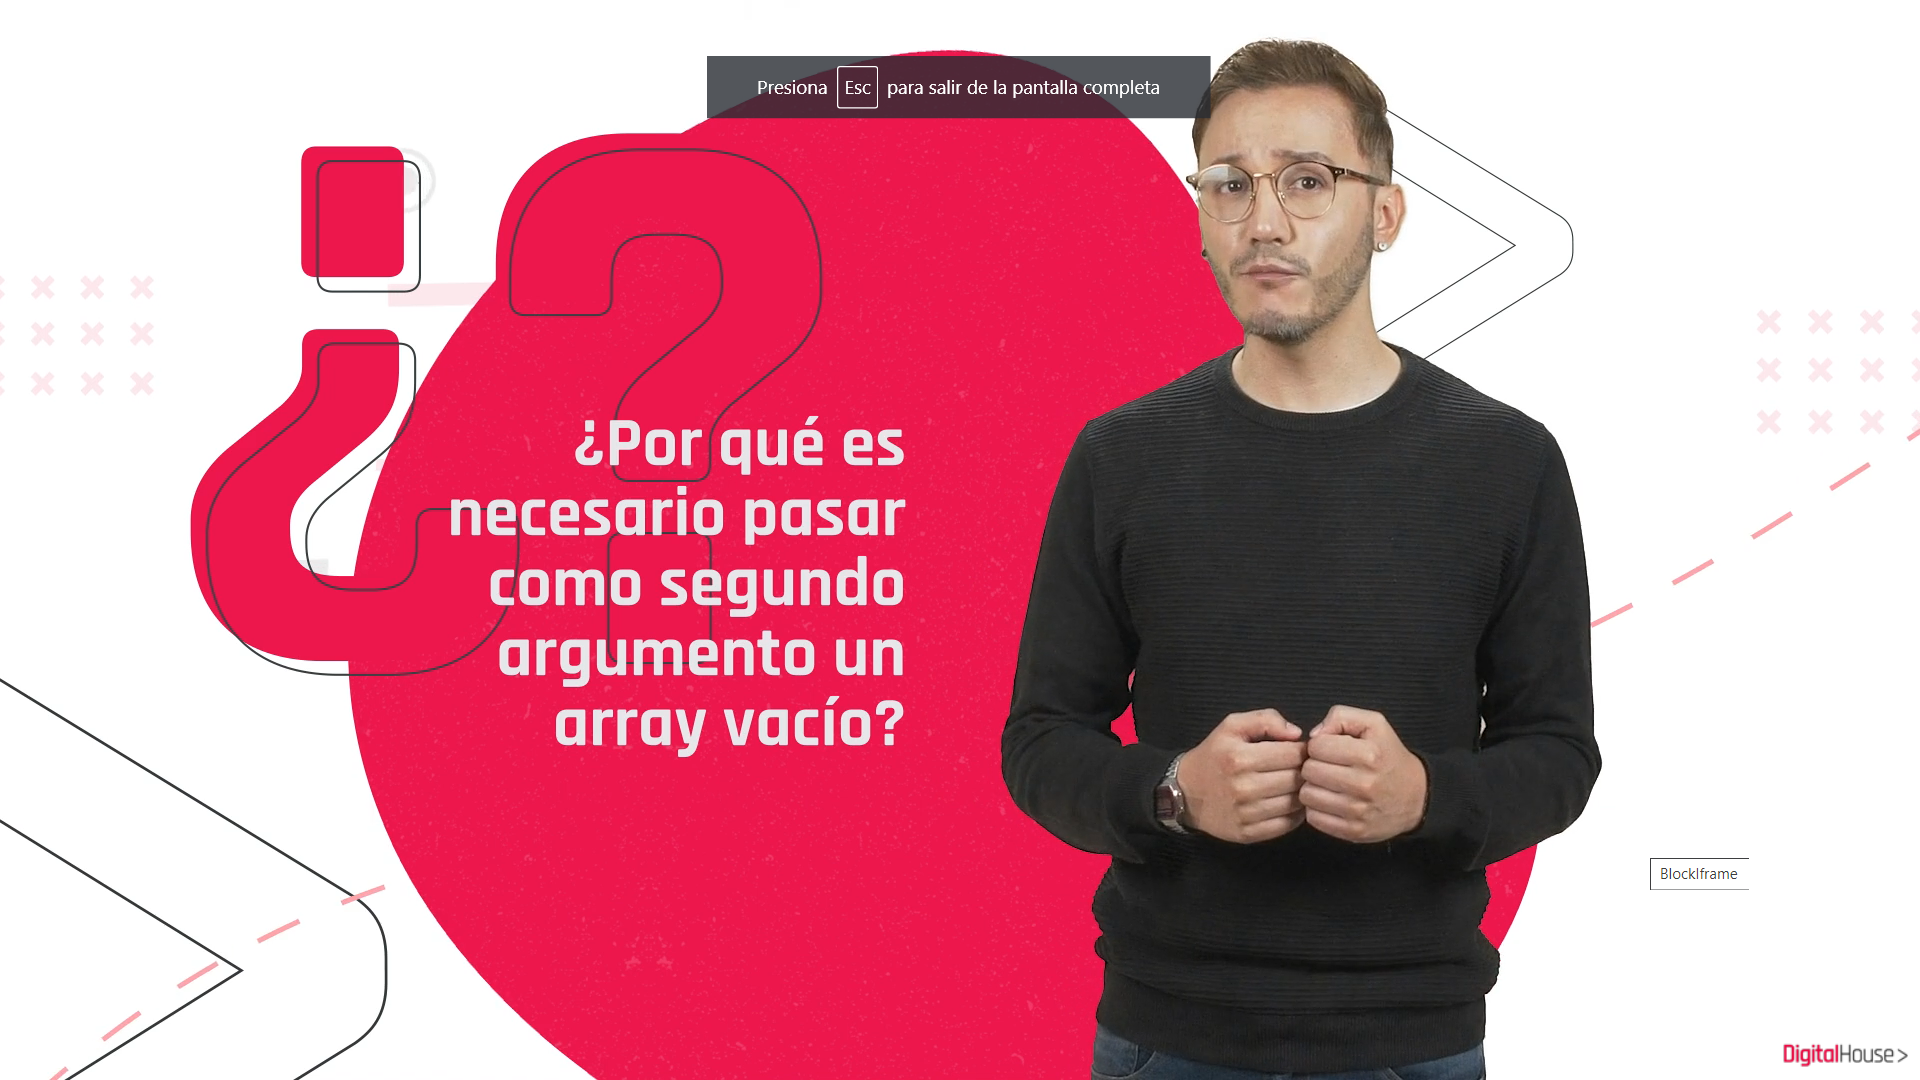 Presiona Esc para salir de la pantalla completa
¿?
¿Por qué es
necesario pasar
como segundo
argumento un
array vacío?
BlockIframe
DigitalHouse>